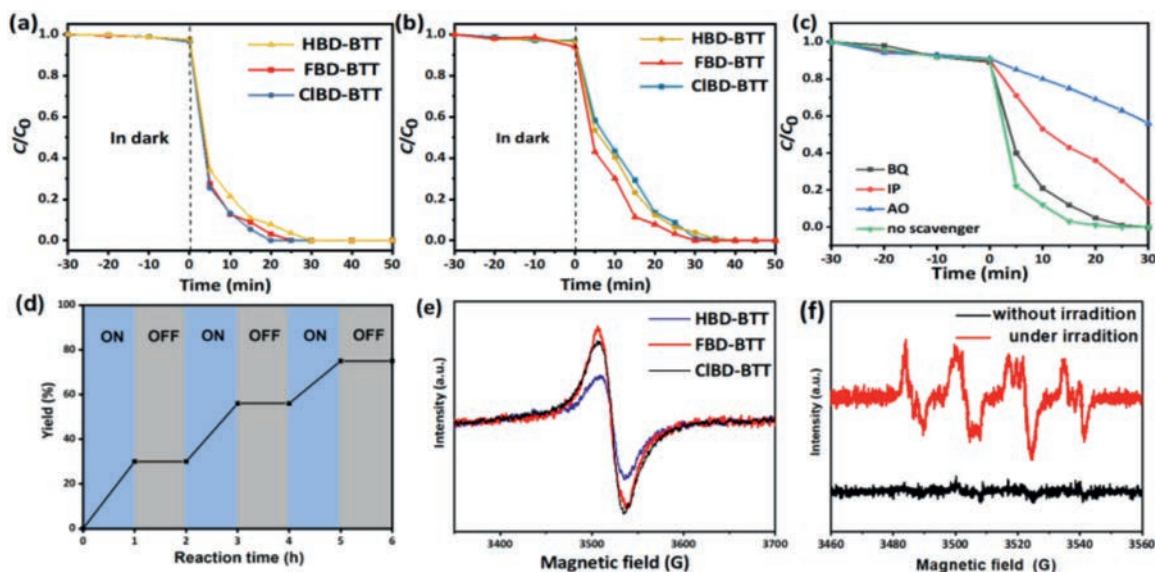 (a)
1.0
0.8
0.6
0.4
0.2
0.0
C/C0
In dark
HBD-BTT
FBD-BTT
ClBD-BTT
-30 -20 -10 0 10 20 30 40 50
Time (min)
(b)
1.0
0.8
0.6
0.4
0.2
0.0
C/C0
In dark
HBD-BTT
FBD-BTT
ClBD-BTT
-30 -20 -10 0 10 20 30 40 50
Time (min)
(c)
1.0
0.8
0.6
0.4
0.2
0.0
C/C0
BQ
IP
AO
no scavenger
-30 -20 -10 0 10 20 30
Time (min)
(d)
100
80
60
40
20
0
Yield (%)
ON OFF ON OFF ON OFF
0 1 2 3 4 5 6
Reaction time (h)
(e)
Intensity (a.u.)
HBD-BTT
FBD-BTT
ClBD-BTT
3400 3500 3600 3700
Magnetic field (G)
(f)
Intensity (a.u.)
without irradition
under irradition
3460 3480 3500 3520 3540 3560
Magnetic field (G)